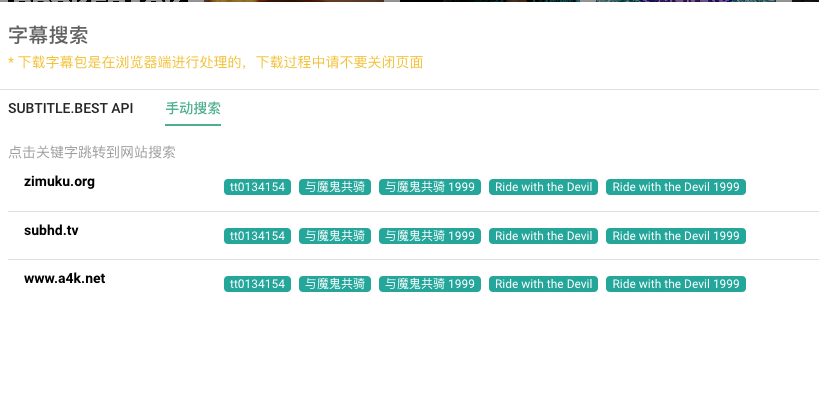 字幕搜索
* 下载字幕包是在浏览器端进行处理的，下载过程中请不要关闭页面
SUBTITLE.BEST API 手动搜索
点击关键字跳转到网站搜索
zimuku.org tt0134154 与魔鬼共骑 与魔鬼共骑 1999 Ride with the Devil Ride with the Devil 1999
subhd.tv tt0134154 与魔鬼共骑 与魔鬼共骑 1999 Ride with the Devil Ride with the Devil 1999
www.a4k.net tt0134154 与魔鬼共骑 与魔鬼共骑 1999 Ride with the Devil Ride with the Devil 1999